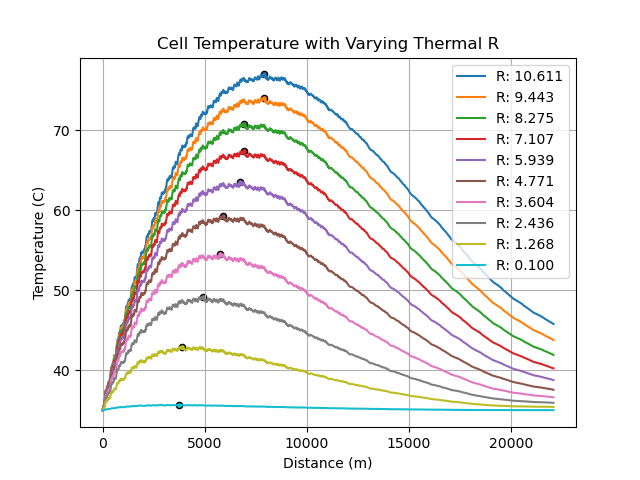 Cell Temperature with Varying Thermal R
Temperature (C)
70
60
50
40
0
5000
10000
15000
20000
Distance (m)
R: 10.611
R: 9.443
R: 8.275
R: 7.107
R: 5.939
R: 4.771
R: 3.604
R: 2.436
R: 1.268
R: 0.100